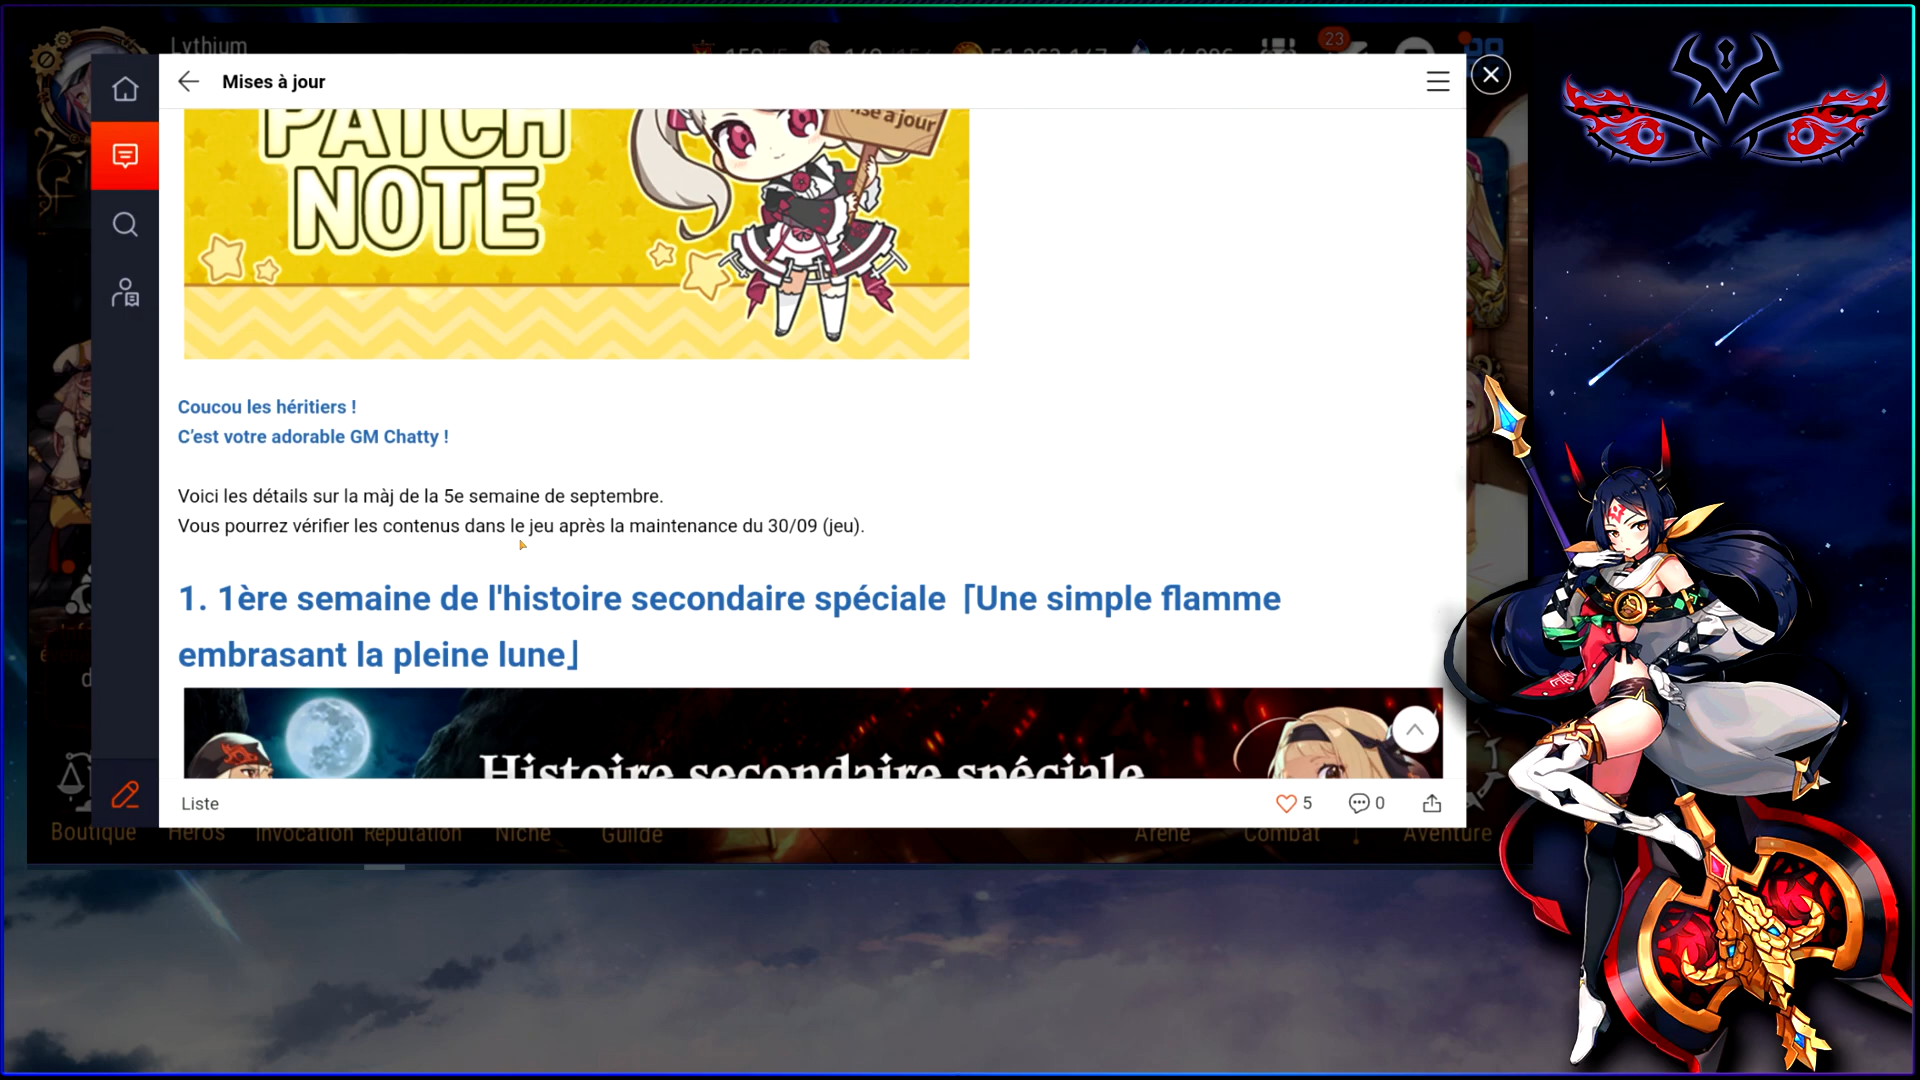 Lythium
23
Mises à jour
PATCH
NOTE
Coucou les héritiers !
C’est votre adorable GM Chatty !
Voici les détails sur la màj de la 5e semaine de septembre.
Vous pourrez vérifier les contenus dans le jeu après la maintenance du 30/09 (jeu).
1. 1ère semaine de l'histoire secondaire spéciale「Une simple flamme
embrasant la pleine lune」
Histoire secondaire spéciale
Liste
5
0
Boutique Héros Invocation Réputation Niche Guilde Arène Combat Aventure